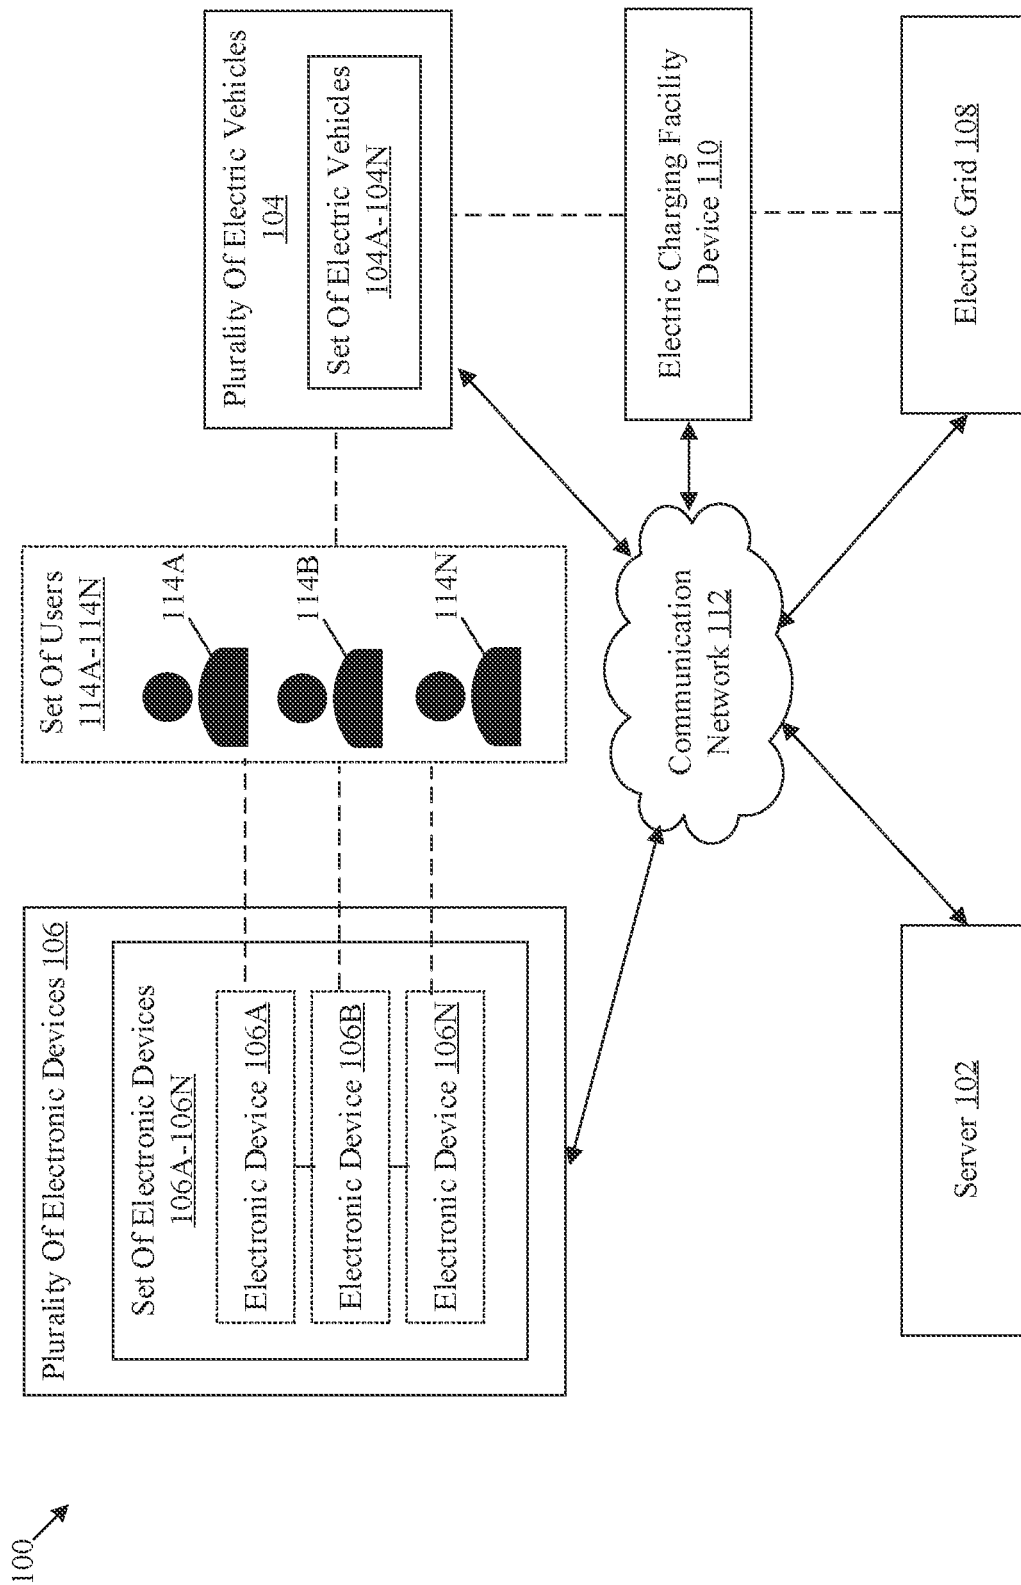 100
Plurality Of Electronic Devices 106
Set Of Electronic Devices
106A-106N
Electronic Device 106A
Electronic Device 106B
Electronic Device 106N
Set Of Users
114A-114N
114A
114B
114N
Plurality Of Electric Vehicles
104
Set Of Electric Vehicles
104A-104N
Communication
Network 112
Electric Charging Facility
Device 110
Server 102
Electric Grid 108